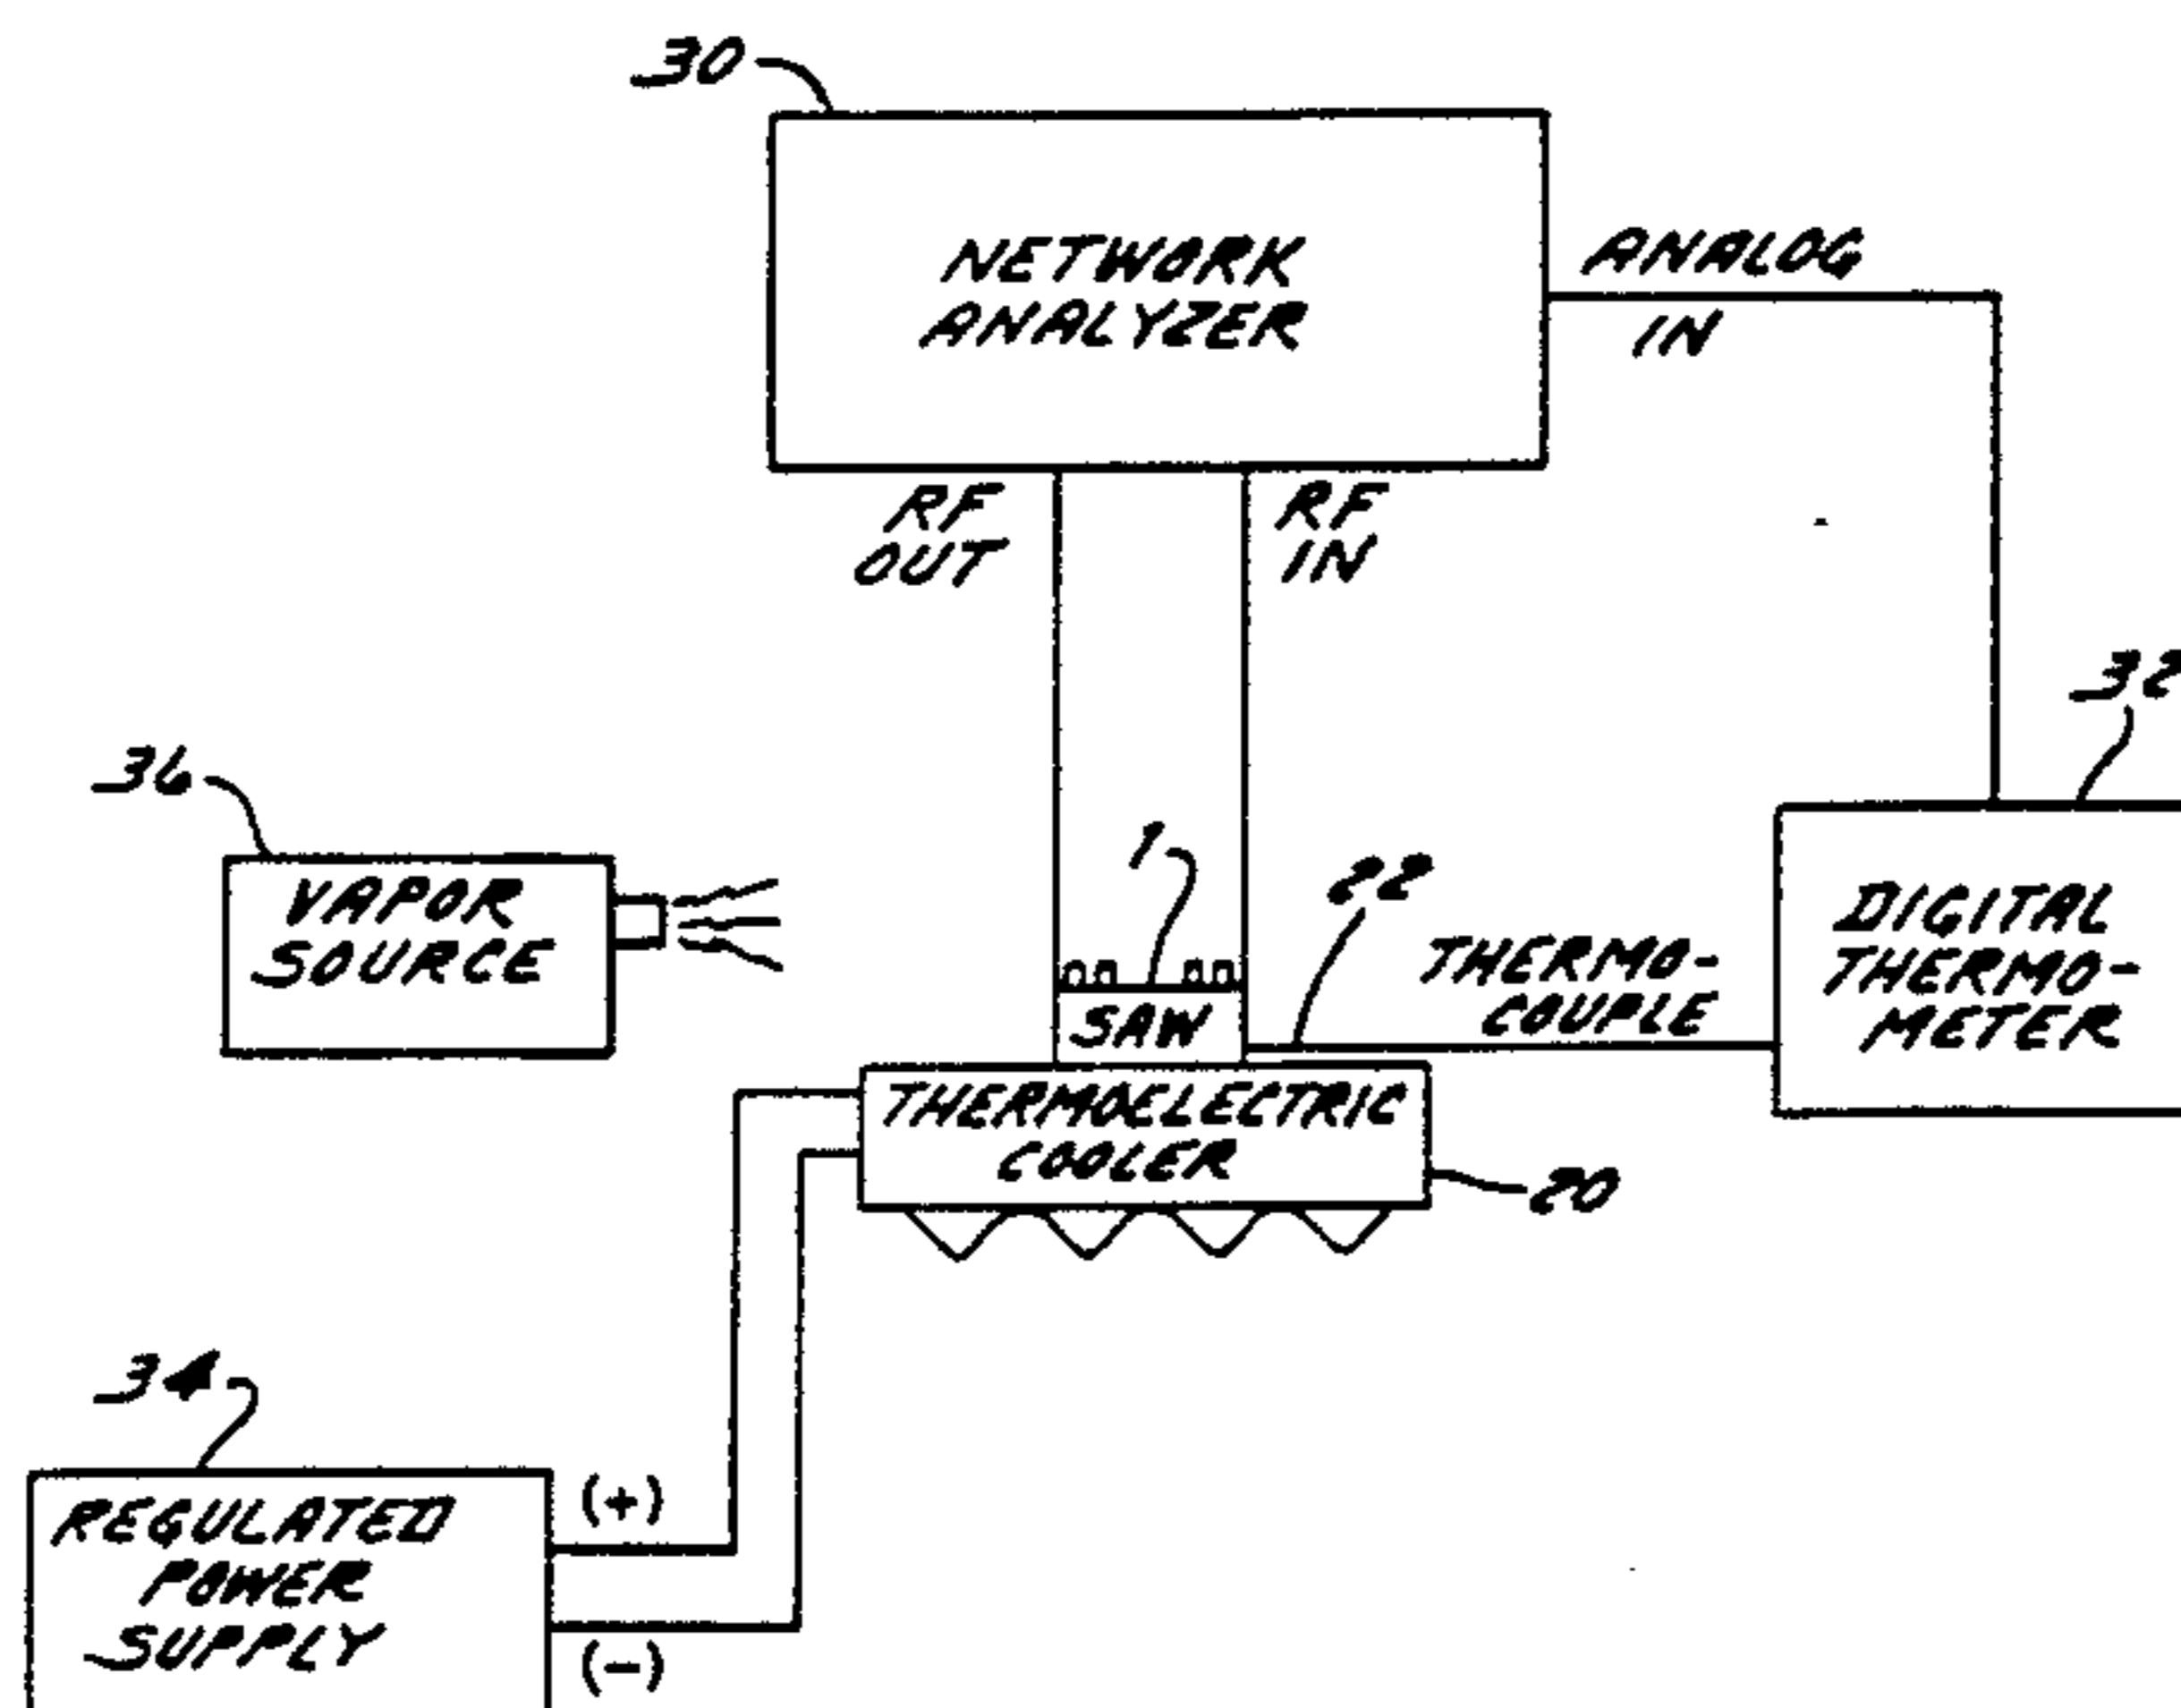 30
NETWORK
ANALYZER
ANALOG
IN
RF
OUT
RF
IN
32
36
VAPOR
SOURCE
1
22
SAW
THERMO-
COUPLE
DIGITAL
THERMO-
METER
THERMOELECTRIC
COOLER
20
34
REGULATED
POWER
SUPPLY
(+)
(-)